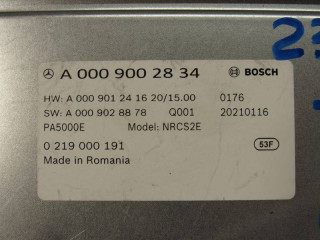 A 000 900 28 34 BOSCH
HW: A 000 901 24 16 20/15.00 0176
SW: A 000 902 88 78 Q001 20210116
PA5000E Model: NRCS2E
0 219 000 191 53F
Made in Romania